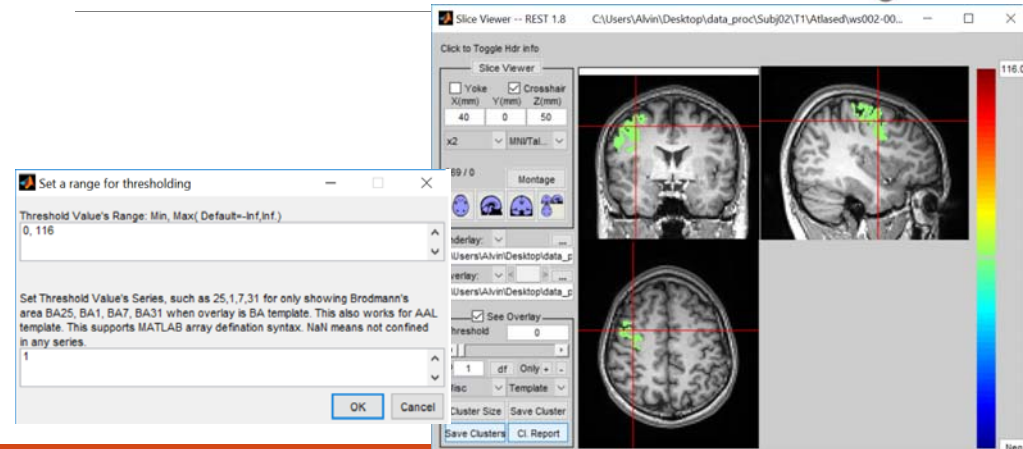 Slice Viewer -- REST 1.8 C:\Users\Alvin\Desktop\data_proc\Subj02\T1\Atlased\ws002-00...
Click to Toggle Hdr info
Slice Viewer
Yoke Crosshair
X(mm) Y(mm) Z(mm)
40 0 50
x2 MNI/Tal...
69 / 0 Montage
nderlay: ...
\Users\Alvin\Desktop\data_p
verlay: < > ...
\Users\Alvin\Desktop\data_p
See Overlay
hreshold 0
1 df Only + -
Misc Template
Cluster Size Save Cluster
Save Clusters Cl. Report
116.0
Set a range for thresholding
Threshold Value's Range: Min, Max( Default=-Inf,Inf.)
0, 116
Set Threshold Value's Series, such as 25,1,7,31 for only showing Brodmann's
area BA25, BA1, BA7, BA31 when overlay is BA template. This also works for AAL
template. This supports MATLAB array defination syntax. NaN means not confined
in any series.
1
OK Cancel